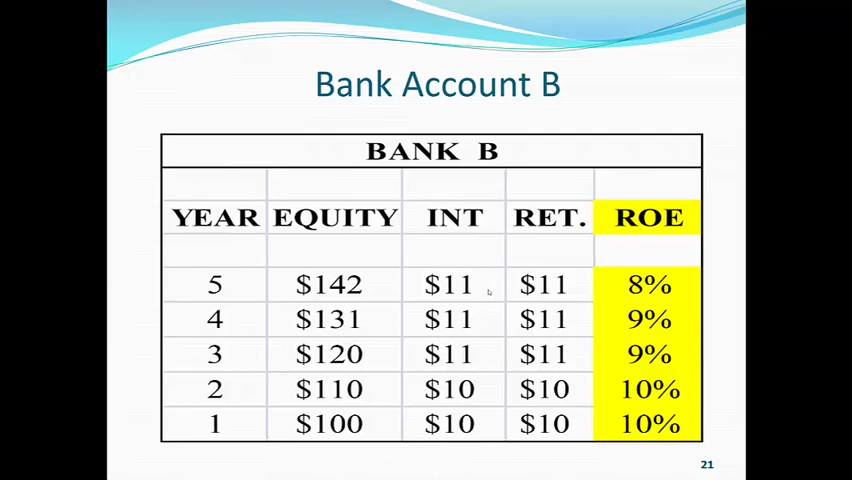 Bank Account B
BANK B
YEAR EQUITY INT RET. ROE
5 $142 $11 $11 8%
4 $131 $11 $11 9%
3 $120 $11 $11 9%
2 $110 $10 $10 10%
1 $100 $10 $10 10%
21